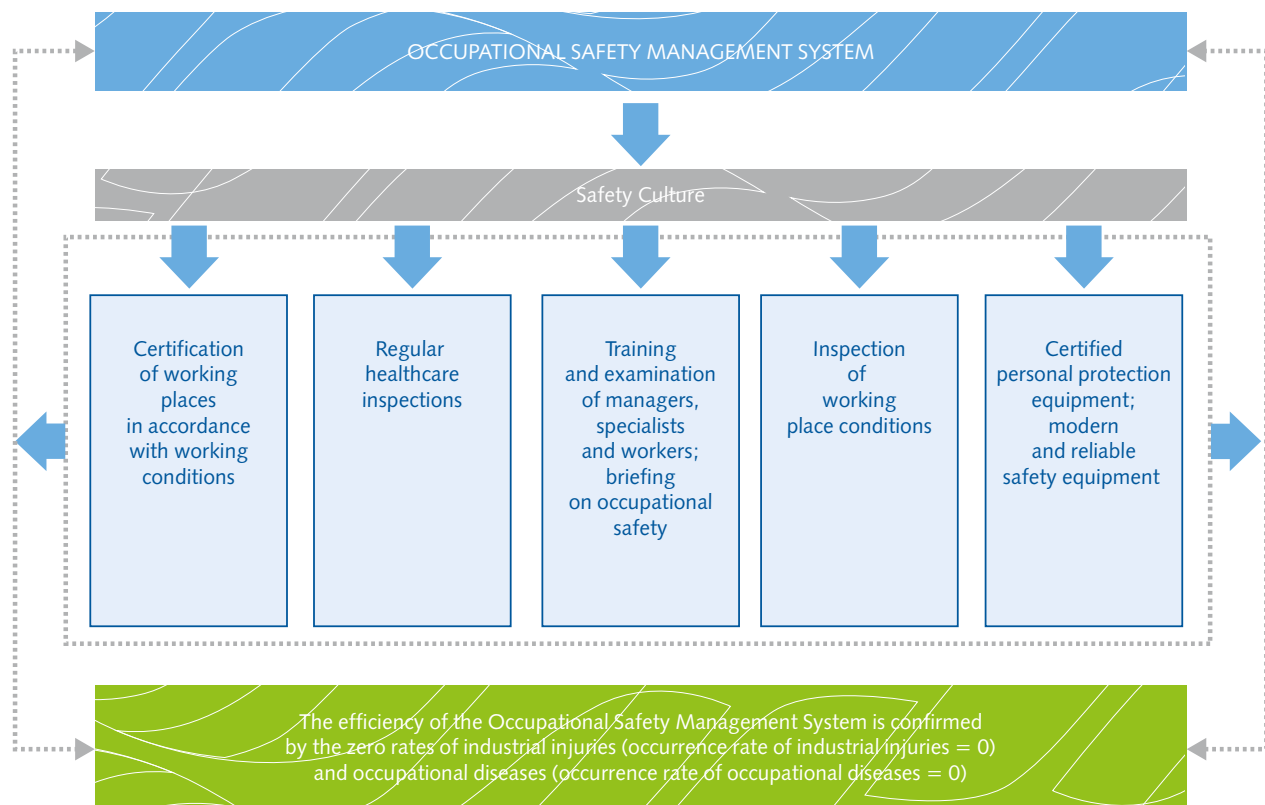 OCCUPATIONAL SAFETY MANAGEMENT SYSTEM
Safety Culture
Certification
of working
places
in accordance
with working
conditions
Regular
healthcare
inspections
Training
and examination
of managers,
specialists
and workers;
briefing
on occupational
safety
Inspection
of
working
place conditions
Certified
personal protection
equipment;
modern
and reliable
safety equipment
The efficiency of the Occupational Safety Management System is confirmed
by the zero rates of industrial injuries (occurrence rate of industrial injuries = 0)
and occupational diseases (occurrence rate of occupational diseases = 0)